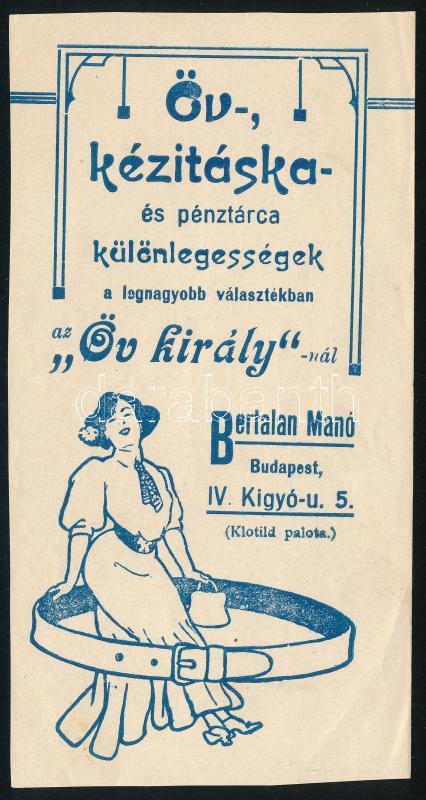 Öv-,
kézitáska-
és pénztárca
különlegességek
a legnagyobb választékban
az „Öv király“-nál
darabanth
Bertalan Manó
Budapest,
IV. Kigyó-u. 5.
(Klotild palota.)